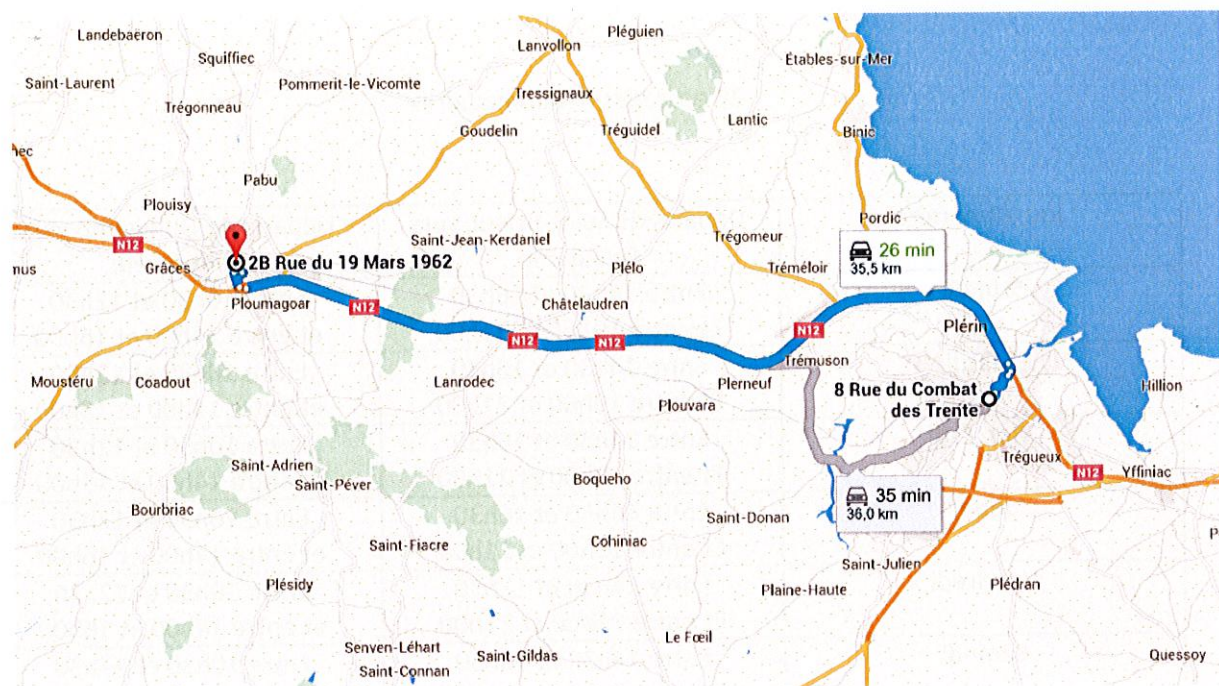 Landebaëron
Squiffiec
Pléguien
Lanvollon
Étables-sur-Mer
Saint-Laurent
Pommerit-le-Vicomte
Tressignaux
Trégonneau
Lantic
Goudelin
Tréguidel
Binic
Pabu
Plouisy
Pordic
N12
Saint-Jean-Kerdaniel
Trégomeur
26 min
35,5 km
2B Rue du 19 Mars 1962
Grâces
Plélo
Tréméloir
Ploumagoar
Châtelaudren
N12
N12
N12
N12
Plérin
Trémuson
Moustéru
Coadout
Lanrodec
Plerneuf
8 Rue du Combat
des Trente
Hillion
Plouvara
Saint-Adrien
Saint-Péver
Boqueho
Trégueux
N12
Yffiniac
35 min
36,0 km
Bourbriac
Saint-Donan
Saint-Fiacre
Cohiniac
Saint-Julien
Plésidy
Plaine-Haute
Plédran
Le Fœil
Senven-Léhart
Saint-Gildas
Saint-Connan
Quessoy